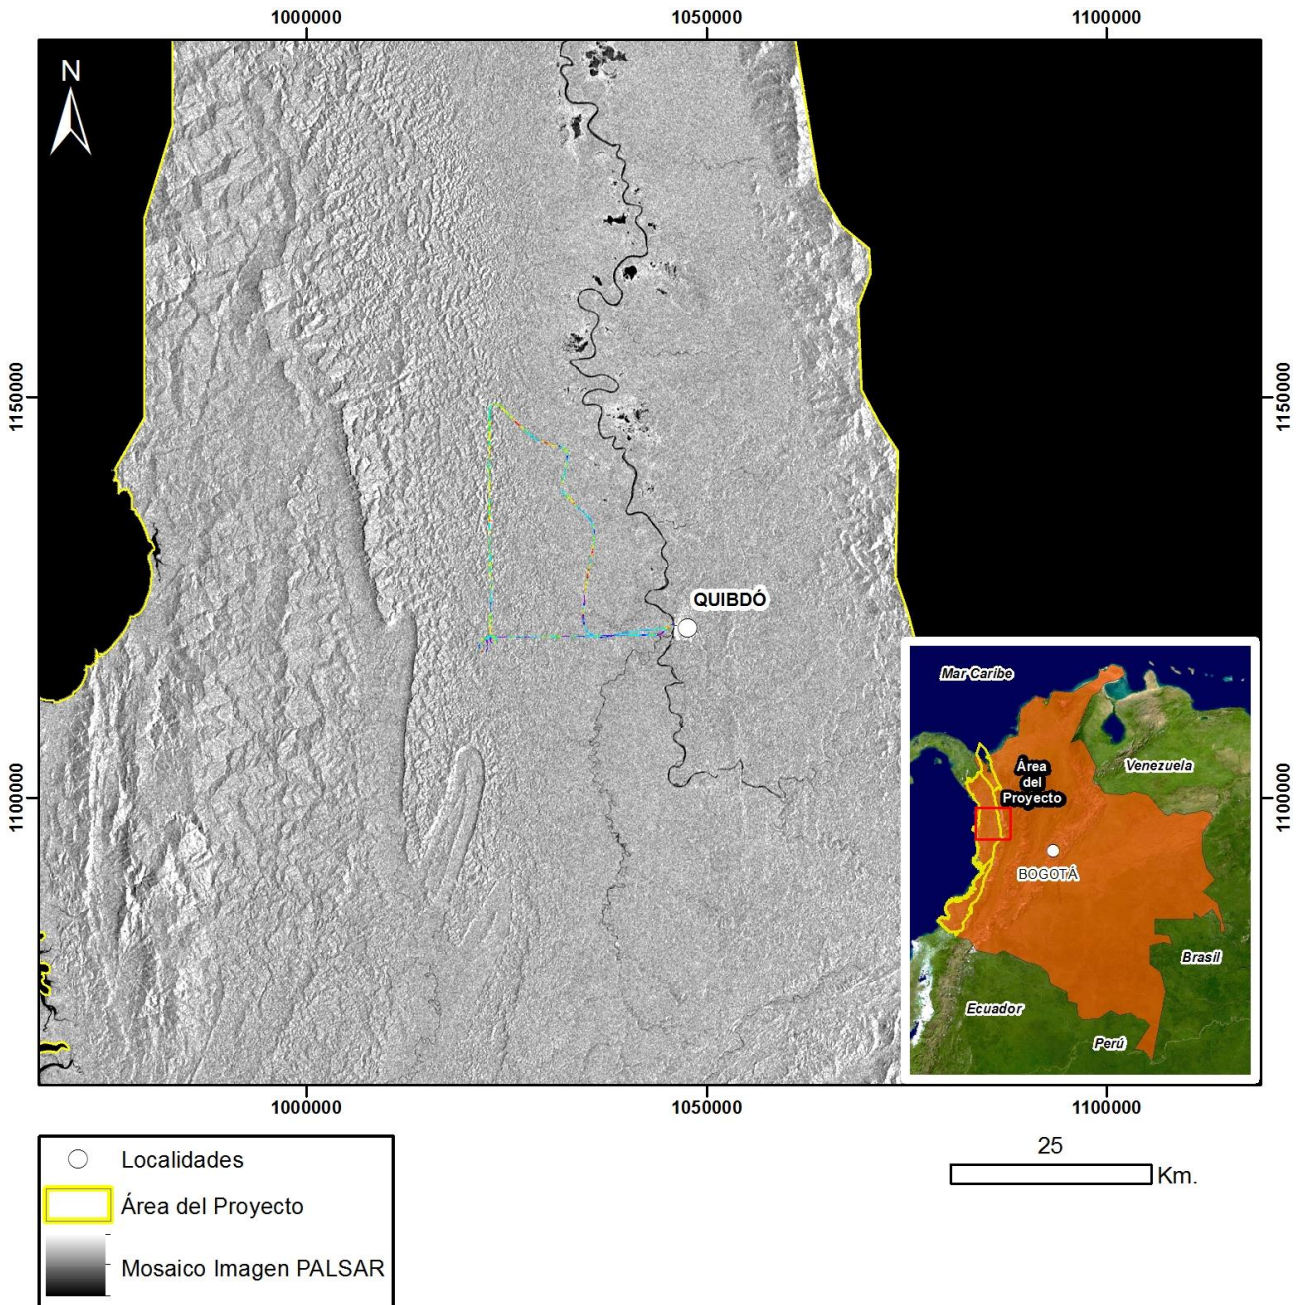 1000000
1050000
1100000
N
1150000
1150000
QUIBDÓ
1100000
1100000
Mar Caribe
Venezuela
Área
del
Proyecto
BOGOTÁ
Brasil
Ecuador
Perú
1000000
1050000
1100000
25
Km.
Localidades
Área del Proyecto
Mosaico Imagen PALSAR